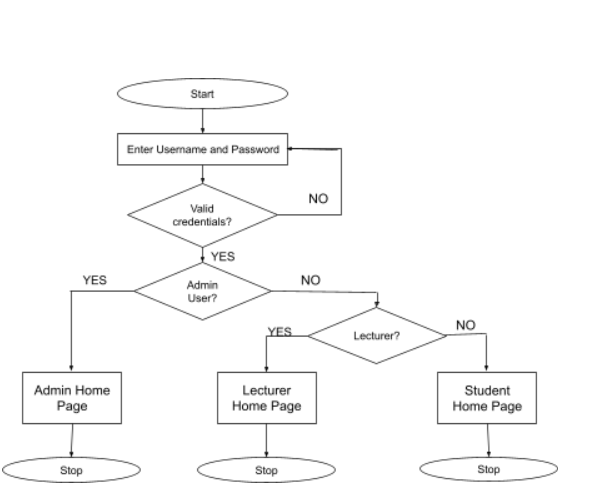 Start
Enter Username and Password
NO
Valid
credentials?
YES
YES
Admin
User?
NO
YES
Lecturer?
NO
Admin Home
Page
Lecturer
Home Page
Student
Home Page
Stop
Stop
Stop